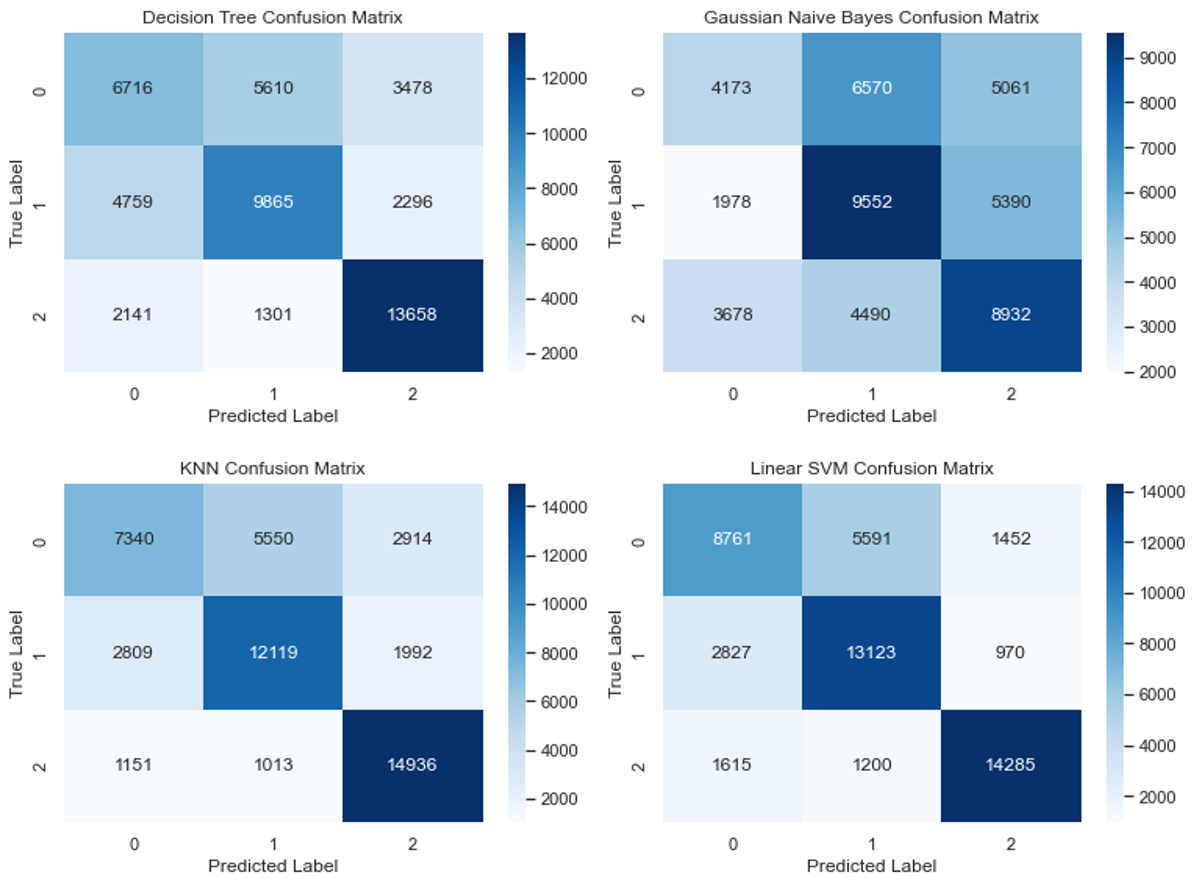 Decision Tree Confusion Matrix
0 6716 5610 3478
1 4759 9865 2296
2 2141 1301 13658
0 1 2
Predicted Label
True Label
12000
10000
8000
6000
4000
2000
Gaussian Naive Bayes Confusion Matrix
0 4173 6570 5061
1 1978 9552 5390
2 3678 4490 8932
0 1 2
Predicted Label
True Label
9000
8000
7000
6000
5000
4000
3000
2000
KNN Confusion Matrix
0 7340 5550 2914
1 2809 12119 1992
2 1151 1013 14936
0 1 2
Predicted Label
True Label
14000
12000
10000
8000
6000
4000
2000
Linear SVM Confusion Matrix
0 8761 5591 1452
1 2827 13123 970
2 1615 1200 14285
0 1 2
Predicted Label
True Label
14000
12000
10000
8000
6000
4000
2000